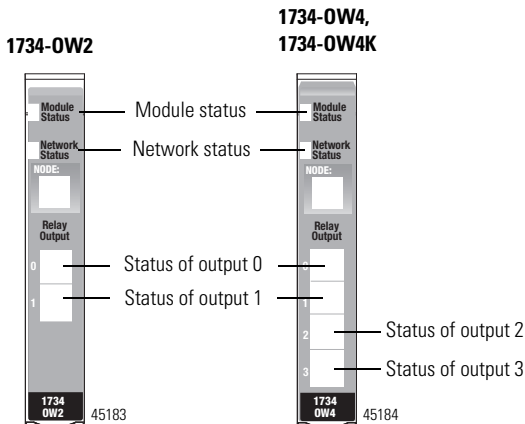 1734-OW2
1734-OW4,
1734-OW4K
Module
Status
Module status
Module
Status
Network
Status
Network status
Network
Status
NODE:
NODE:
Relay
Output
Relay
Output
0
Status of output 0
0
1
Status of output 1
1
2
Status of output 2
3
Status of output 3
1734
OW2
45183
1734
OW4
45184